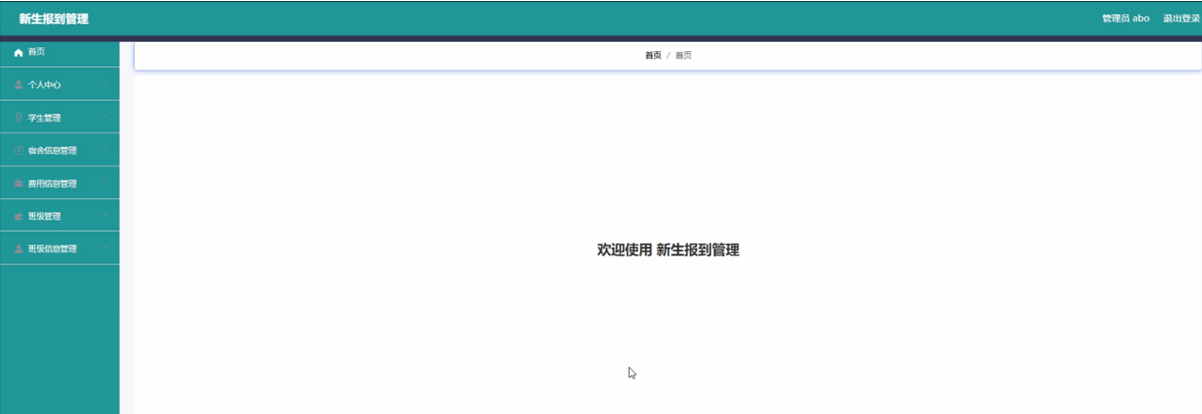 新生报到管理
管理员 abo 退出登录
首页
首页 / 首页
个人中心
学生管理
宿舍信息管理
费用信息管理
班级管理
班级信息管理
欢迎使用 新生报到管理